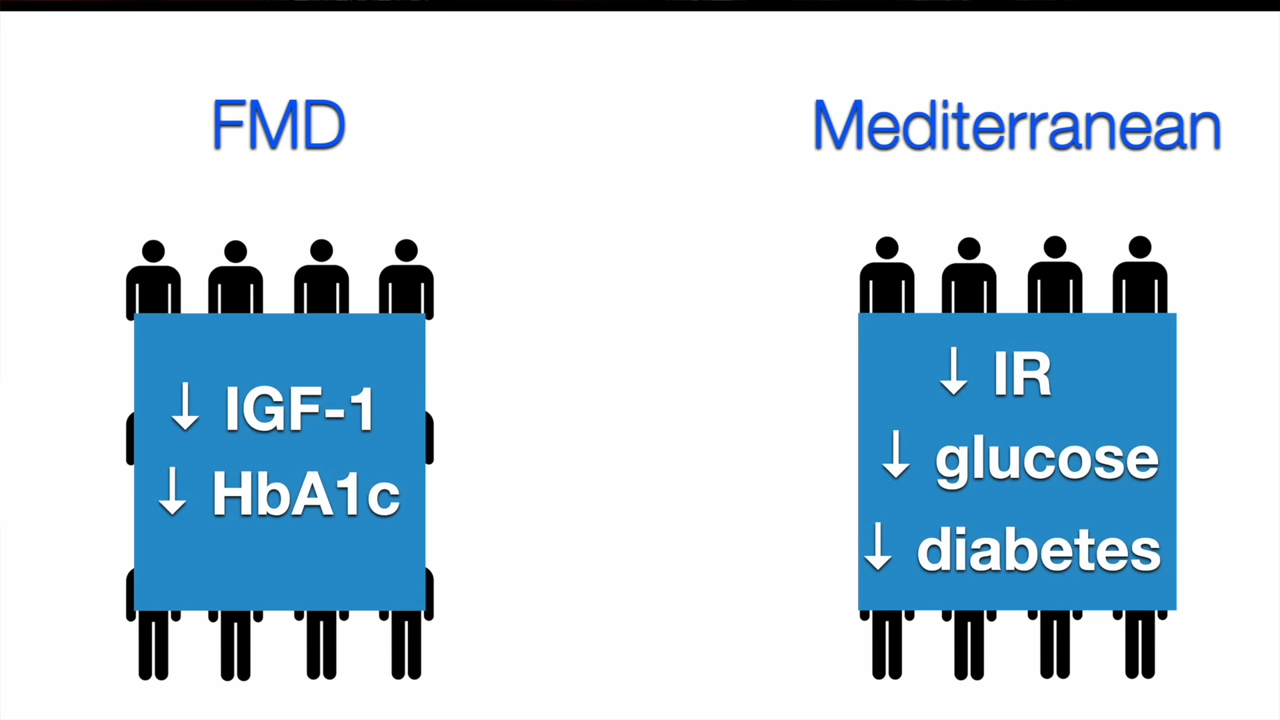 FMD
↓ IGF-1
↓ HbA1c
Mediterranean
↓ IR
↓ glucose
↓ diabetes